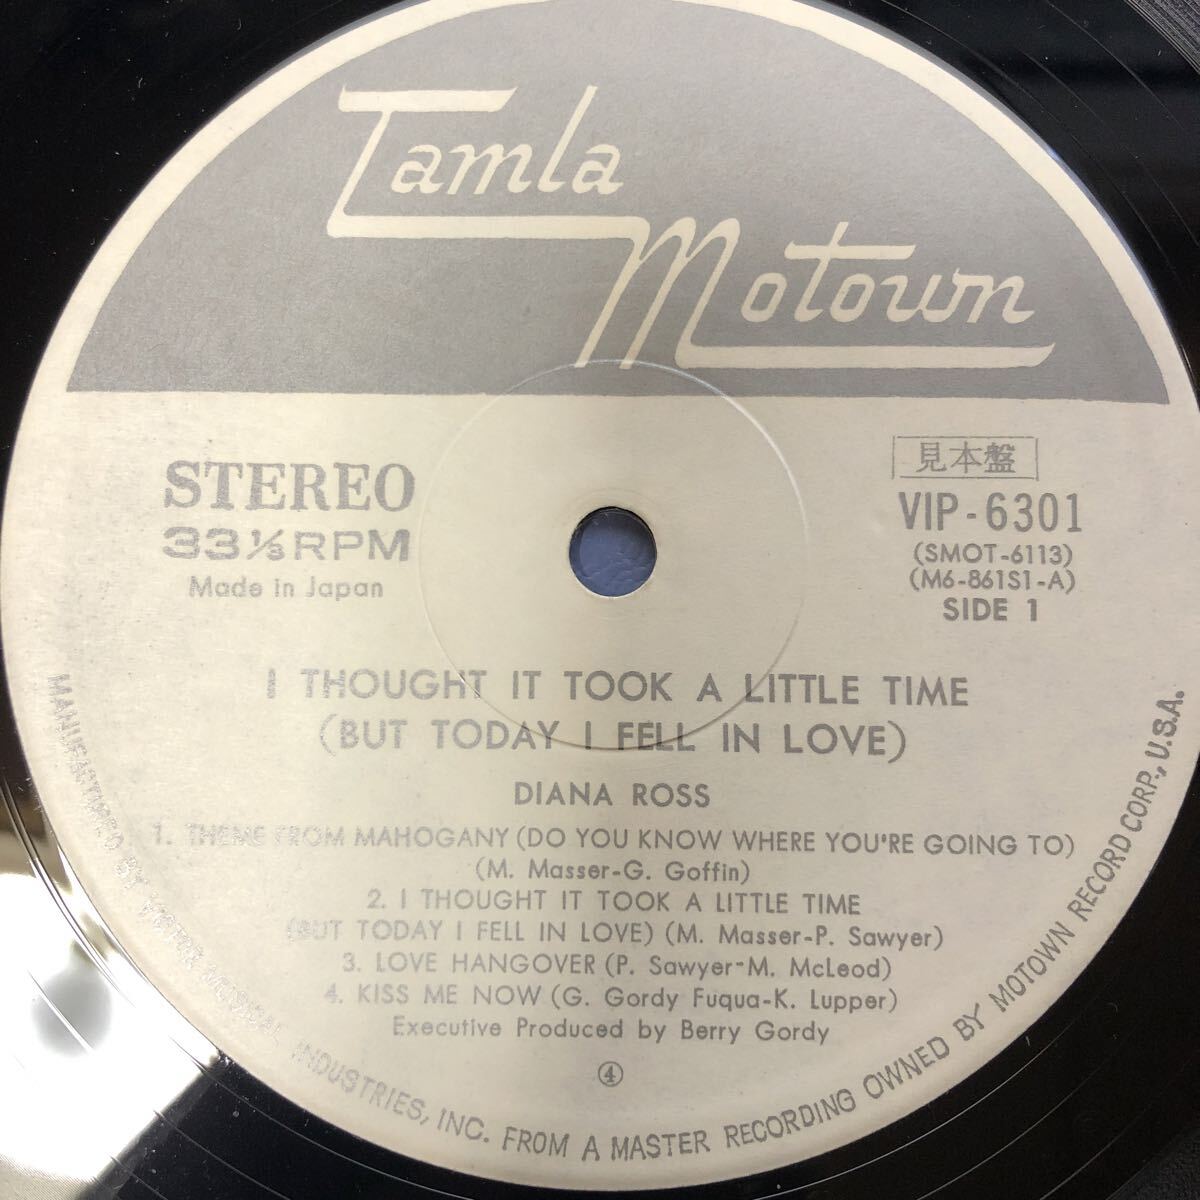 Tamla
Motown
STEREO
33⅓RPM
Made in Japan
見本盤
VIP-6301
(SMOT-6113)
(M6-861S1-A)
SIDE 1
I THOUGHT IT TOOK A LITTLE TIME
(BUT TODAY I FELL IN LOVE)
DIANA ROSS
1. THEME FROM MAHOGANY (DO YOU KNOW WHERE YOU'RE GOING TO)
(M. Masser-G. Goffin)
2. I THOUGHT IT TOOK A LITTLE TIME
(BUT TODAY I FELL IN LOVE) (M. Masser-P. Sawyer)
3. LOVE HANGOVER (P. Sawyer-M. McLeod)
4. KISS ME NOW (G. Gordy Fuqua-K. Lupper)
Executive Produced by Berry Gordy
④
MANUFACTURED BY VICTOR MUSICAL INDUSTRIES, INC. FROM A MASTER RECORDING OWNED BY MOTOWN RECORD CORP., U.S.A.